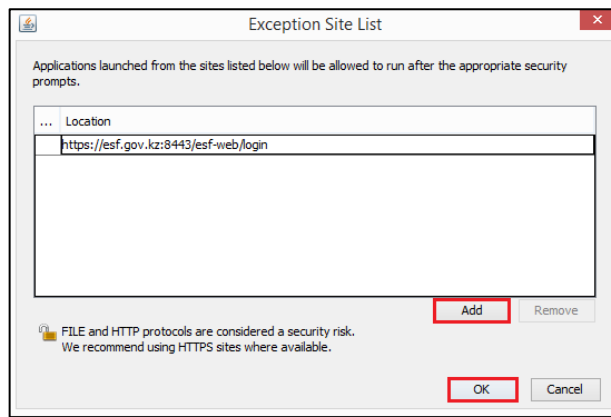 Exception Site List
Applications launched from the sites listed below will be allowed to run after the appropriate security
prompts.
... Location
https://esf.gov.kz:8443/esf-web/login
Add Remove
FILE and HTTP protocols are considered a security risk.
We recommend using HTTPS sites where available.
OK Cancel